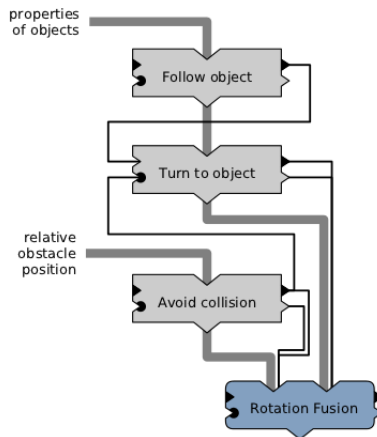 properties
of objects
Follow object
Turn to object
relative
obstacle
position
Avoid collision
Rotation Fusion